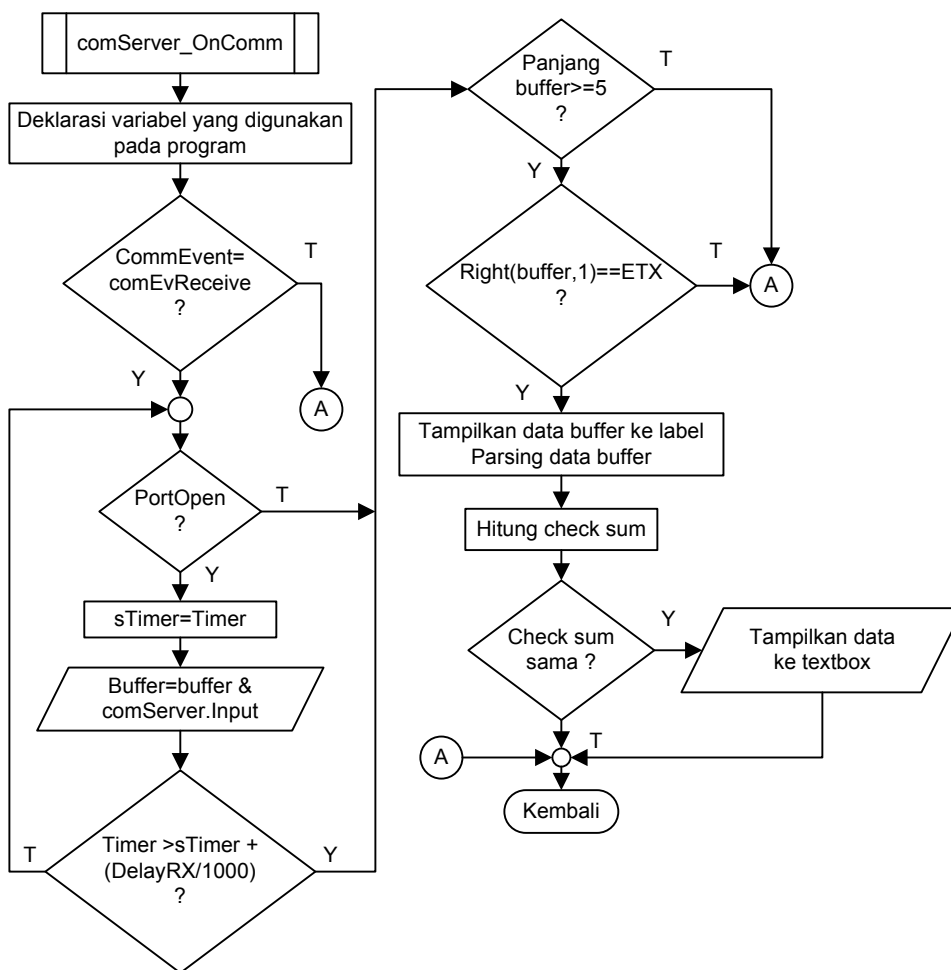 comServer_OnComm
Deklarasi variabel yang digunakan
pada program
CommEvent=
comEvReceive
?
T
Y
A
PortOpen
?
T
Y
sTimer=Timer
Buffer=buffer &
comServer.Input
Timer >sTimer +
(DelayRX/1000)
?
T
Y
Panjang
buffer>=5
?
T
Y
Right(buffer,1)==ETX
?
T
A
Y
Tampilkan data buffer ke label
Parsing data buffer
Hitung check sum
Check sum
sama ?
Y
Tampilkan data
ke textbox
T
A
Kembali